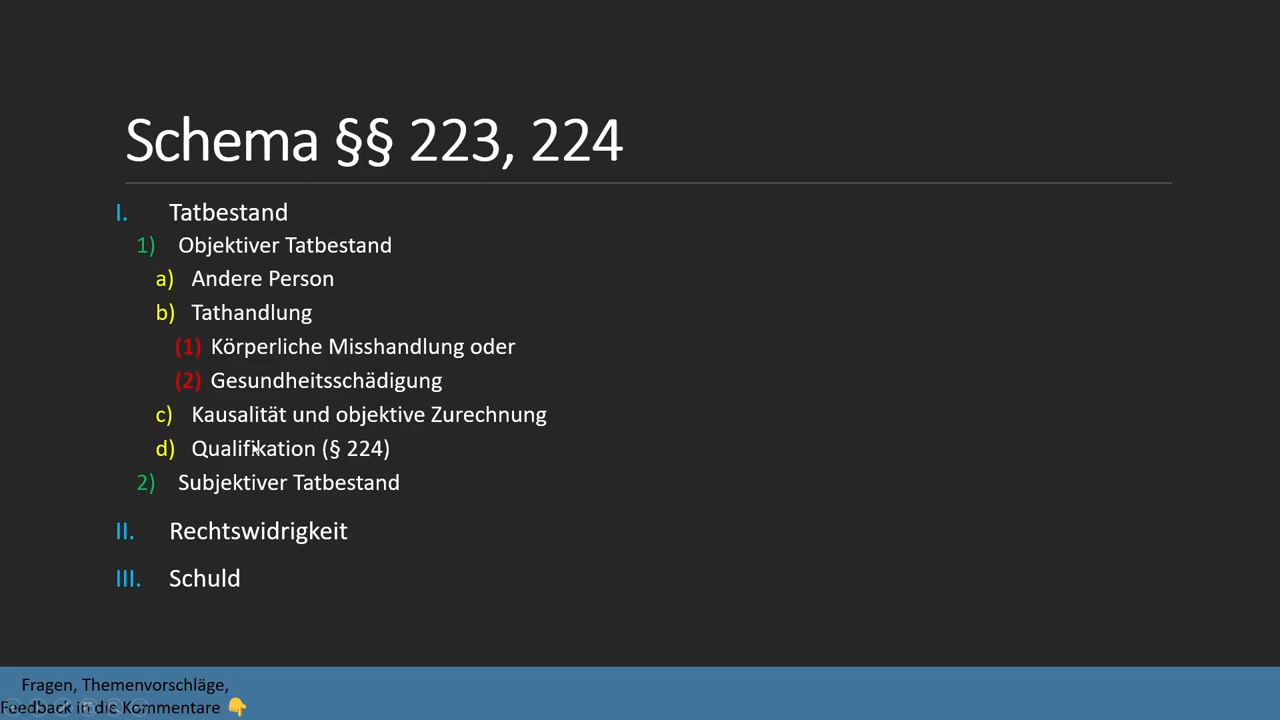 Schema §§ 223, 224
I. Tatbestand
1) Objektiver Tatbestand
a) Andere Person
b) Tathandlung
(1) Körperliche Misshandlung oder
(2) Gesundheitsschädigung
c) Kausalität und objektive Zurechnung
d) Qualifikation (§ 224)
2) Subjektiver Tatbestand
II. Rechtswidrigkeit
III. Schuld
Fragen, Themenvorschläge,
Feedback in die Kommentare 👇